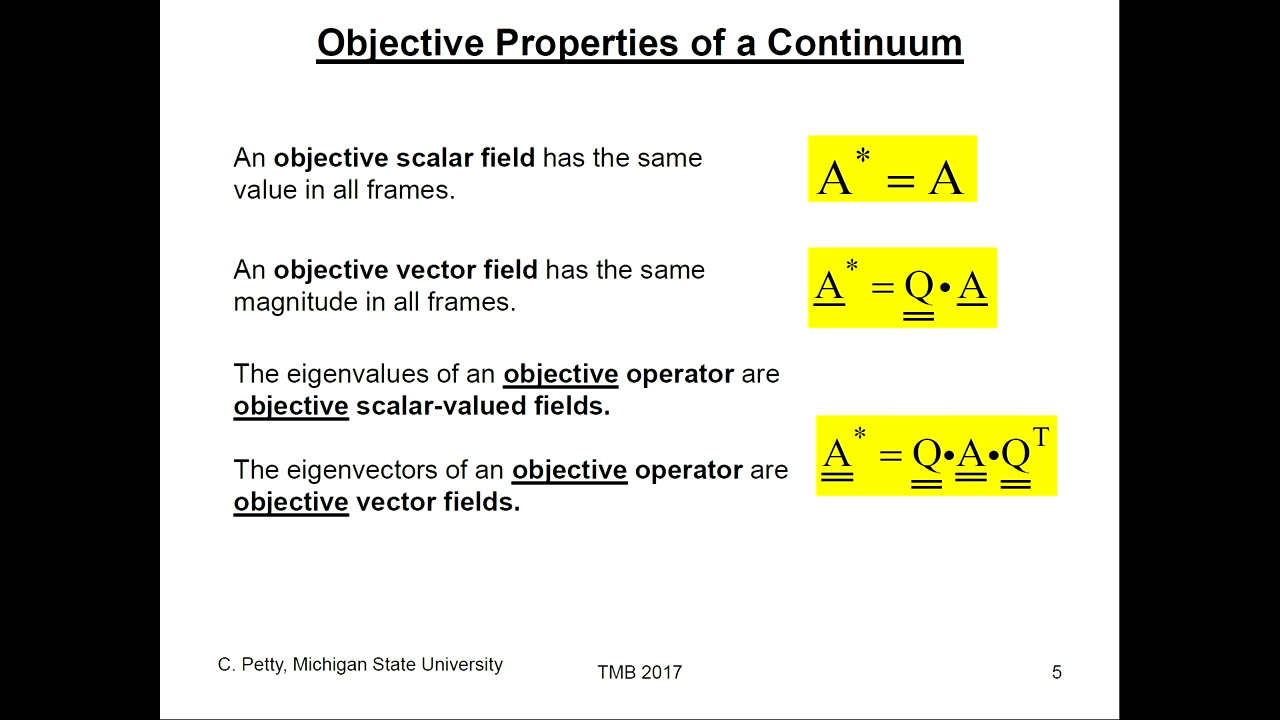 Objective Properties of a Continuum
An objective scalar field has the same
value in all frames.
A* = A
An objective vector field has the same
magnitude in all frames.
A* = Q • A
The eigenvalues of an objective operator are
objective scalar-valued fields.
A* = Q • A • Qᵀ
The eigenvectors of an objective operator are
objective vector fields.
C. Petty, Michigan State University
TMB 2017
5